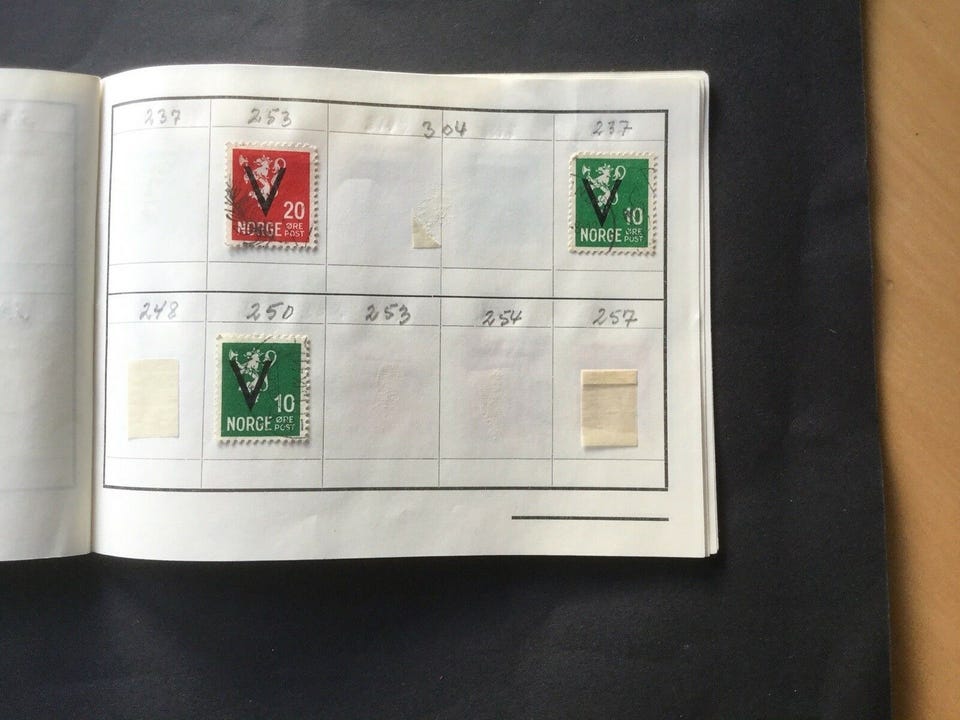 237 253 304 237
V
20
NORGE ØRE POST
V
10
NORGE ØRE POST
248 250 253 254 257
V
10
NORGE ØRE POST